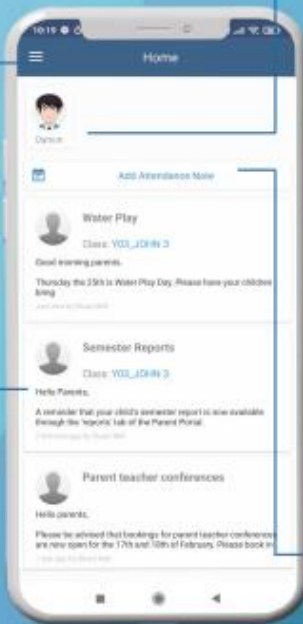 10:19
Home
Add Attendance Note
Water Play
Class: Y03_JOHN 3
Good morning parents,
Thursday the 25th is Water Play Day. Please have your children
bring
Semester Reports
Class: Y03_JOHN 3
Hello Parents,
A reminder that your child's semester report is now available
through the 'reports' tab of the Parent Portal.
Parent teacher conferences
Hello parents,
Please be advised that bookings for parent teacher conferences
are now open for the 17th and 18th of February. Please book in